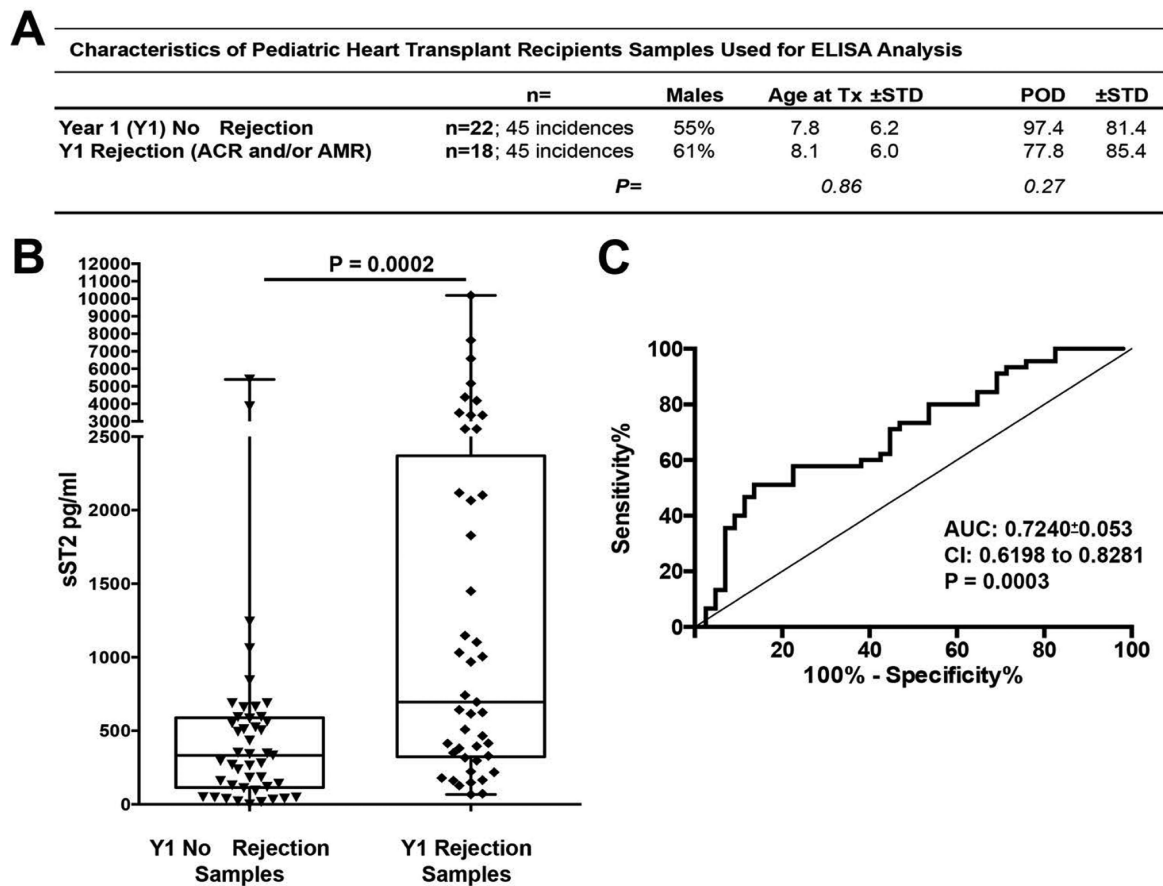 A
Characteristics of Pediatric Heart Transplant Recipients Samples Used for ELISA Analysis
n= Males Age at Tx ±STD POD ±STD
Year 1 (Y1) No Rejection n=22; 45 incidences 55% 7.8 6.2 97.4 81.4
Y1 Rejection (ACR and/or AMR) n=18; 45 incidences 61% 8.1 6.0 77.8 85.4
P= 0.86 0.27
B
P = 0.0002
12000
11000
10000
9000
8000
7000
6000
5000
4000
3000
2500
2000
1500
1000
500
0
sST2 pg/ml
Y1 No Rejection
Samples
Y1 Rejection
Samples
C
100
80
60
40
20
0
Sensitivity%
AUC: 0.7240±0.053
CI: 0.6198 to 0.8281
P = 0.0003
20 40 60 80 100
100% - Specificity%